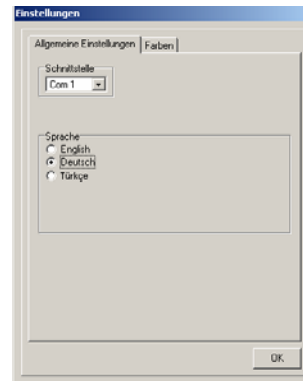 Einstellungen
Allgemeine Einstellungen Farben
Schnittstelle
Com 1
Sprache
English
Deutsch
Türkçe
OK